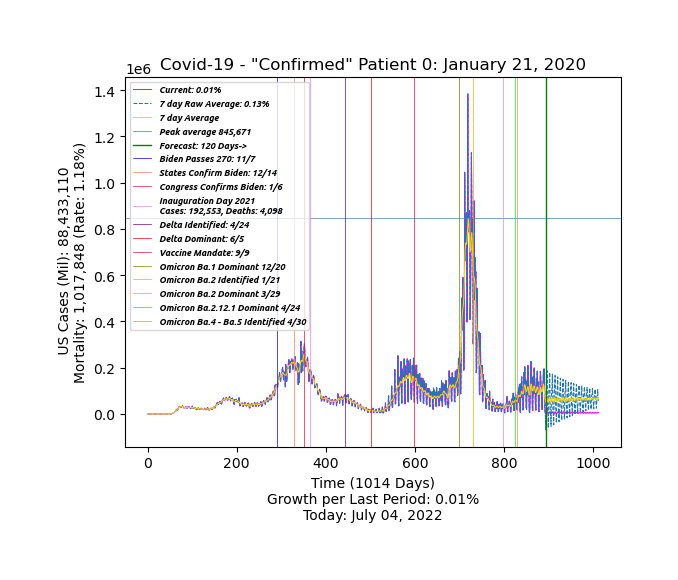 Covid-19 - "Confirmed" Patient 0: January 21, 2020
1e6
1.4
1.2
1.0
0.8
0.6
0.4
0.2
0.0
US Cases (Mil): 88,433,110
Mortality: 1,017,848 (Rate: 1.18%)
Current: 0.01%
7 day Raw Average: 0.13%
7 day Average
Peak average 845,671
Forecast: 120 Days->
Biden Passes 270: 11/7
States Confirm Biden: 12/14
Congress Confirms Biden: 1/6
Inauguration Day 2021
Cases: 192,553, Deaths: 4,098
Delta Identified: 4/24
Delta Dominant: 6/5
Vaccine Mandate: 9/9
Omicron Ba.1 Dominant 12/20
Omicron Ba.2 Identified 1/21
Omicron Ba.2 Dominant 3/29
Omicron Ba.2.12.1 Dominant 4/24
Omicron Ba.4 - Ba.5 Identified 4/30
0 200 400 600 800 1000
Time (1014 Days)
Growth per Last Period: 0.01%
Today: July 04, 2022